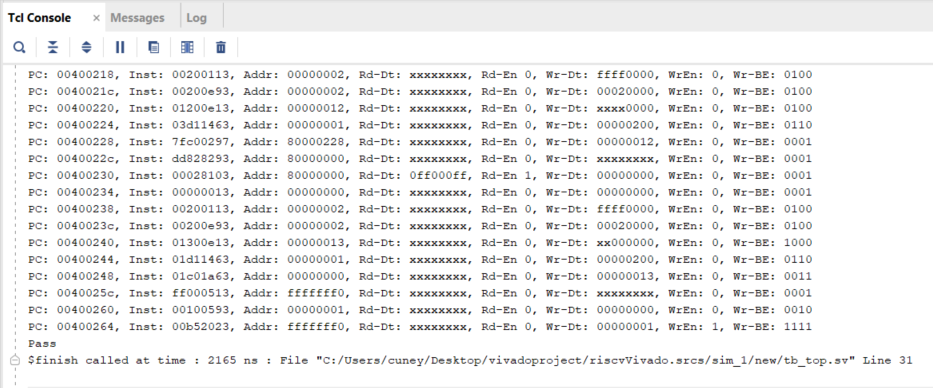 Tcl Console × Messages Log
PC: 00400218, Inst: 00200113, Addr: 00000002, Rd-Dt: xxxxxxxx, Rd-En 0, Wr-Dt: ffff0000, WrEn: 0, Wr-BE: 0100
PC: 0040021c, Inst: 00200e93, Addr: 00000002, Rd-Dt: xxxxxxxx, Rd-En 0, Wr-Dt: 00020000, WrEn: 0, Wr-BE: 0100
PC: 00400220, Inst: 01200e13, Addr: 00000012, Rd-Dt: xxxxxxxx, Rd-En 0, Wr-Dt: xxxx0000, WrEn: 0, Wr-BE: 0100
PC: 00400224, Inst: 03d11463, Addr: 00000001, Rd-Dt: xxxxxxxx, Rd-En 0, Wr-Dt: 00000200, WrEn: 0, Wr-BE: 0110
PC: 00400228, Inst: 7fc00297, Addr: 80000228, Rd-Dt: xxxxxxxx, Rd-En 0, Wr-Dt: 00000012, WrEn: 0, Wr-BE: 0001
PC: 0040022c, Inst: dd828293, Addr: 80000000, Rd-Dt: xxxxxxxx, Rd-En 0, Wr-Dt: xxxxxxxx, WrEn: 0, Wr-BE: 0001
PC: 00400230, Inst: 00028103, Addr: 80000000, Rd-Dt: 0ff000ff, Rd-En 1, Wr-Dt: 00000000, WrEn: 0, Wr-BE: 0001
PC: 00400234, Inst: 00000013, Addr: 00000000, Rd-Dt: xxxxxxxx, Rd-En 0, Wr-Dt: 00000000, WrEn: 0, Wr-BE: 0001
PC: 00400238, Inst: 00200113, Addr: 00000002, Rd-Dt: xxxxxxxx, Rd-En 0, Wr-Dt: ffff0000, WrEn: 0, Wr-BE: 0100
PC: 0040023c, Inst: 00200e93, Addr: 00000002, Rd-Dt: xxxxxxxx, Rd-En 0, Wr-Dt: 00020000, WrEn: 0, Wr-BE: 0100
PC: 00400240, Inst: 01300e13, Addr: 00000013, Rd-Dt: xxxxxxxx, Rd-En 0, Wr-Dt: xx000000, WrEn: 0, Wr-BE: 1000
PC: 00400244, Inst: 01d11463, Addr: 00000001, Rd-Dt: xxxxxxxx, Rd-En 0, Wr-Dt: 00000200, WrEn: 0, Wr-BE: 0110
PC: 00400248, Inst: 01c01a63, Addr: 00000000, Rd-Dt: xxxxxxxx, Rd-En 0, Wr-Dt: 00000013, WrEn: 0, Wr-BE: 0011
PC: 0040025c, Inst: ff000513, Addr: fffffff0, Rd-Dt: xxxxxxxx, Rd-En 0, Wr-Dt: xxxxxxxx, WrEn: 0, Wr-BE: 0001
PC: 00400260, Inst: 00100593, Addr: 00000001, Rd-Dt: xxxxxxxx, Rd-En 0, Wr-Dt: 00000000, WrEn: 0, Wr-BE: 0010
PC: 00400264, Inst: 00b52023, Addr: fffffff0, Rd-Dt: xxxxxxxx, Rd-En 0, Wr-Dt: 00000001, WrEn: 1, Wr-BE: 1111
Pass
$finish called at time : 2165 ns : File "C:/Users/cuney/Desktop/vivadoproject/riscvVivado.srcs/sim_1/new/tb_top.sv" Line 31